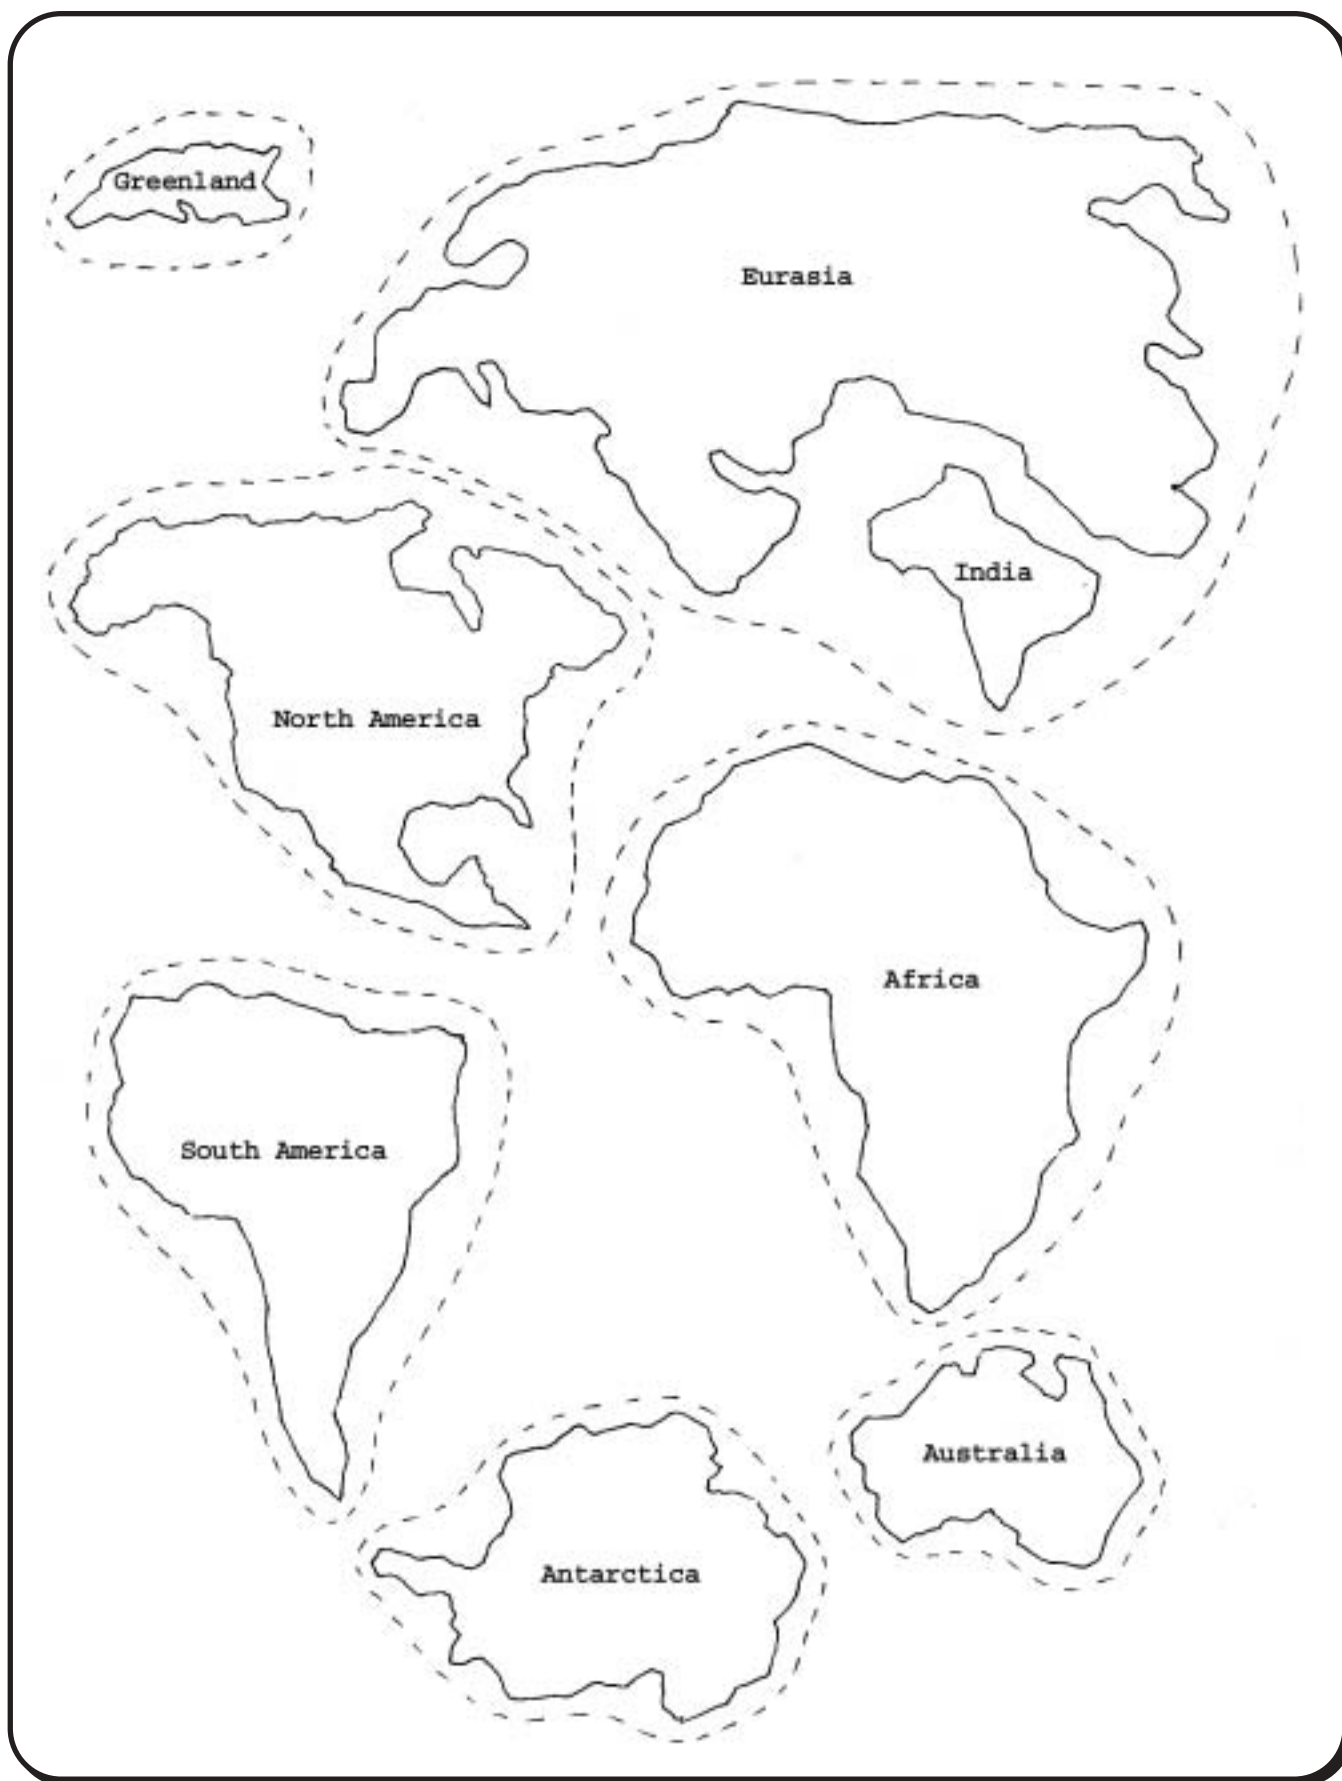 Greenland
Eurasia
India
North America
Africa
South America
Australia
Antarctica